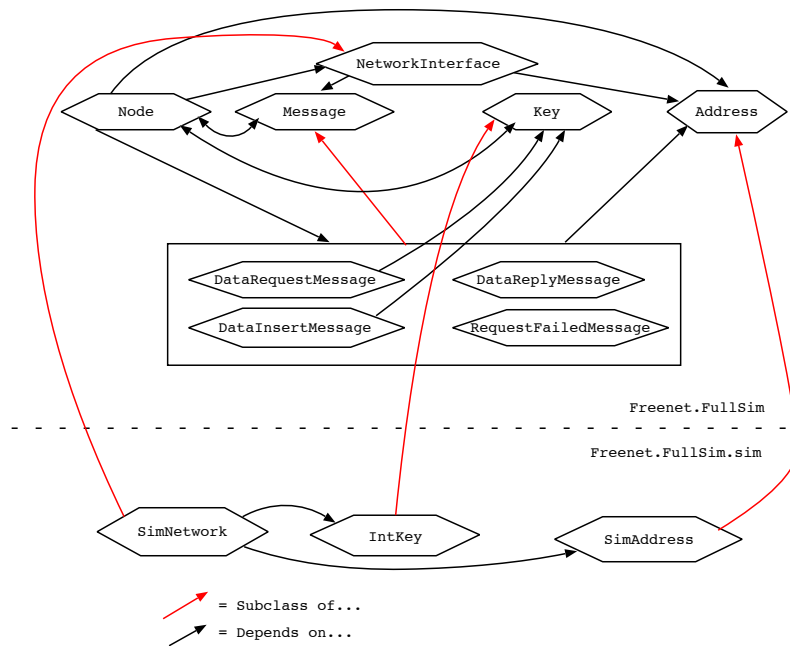 NetworkInterface
Node
Message
Key
Address
DataRequestMessage
DataReplyMessage
DataInsertMessage
RequestFailedMessage
Freenet.FullSim
Freenet.FullSim.sim
SimNetwork
IntKey
SimAddress
= Subclass of...
= Depends on...